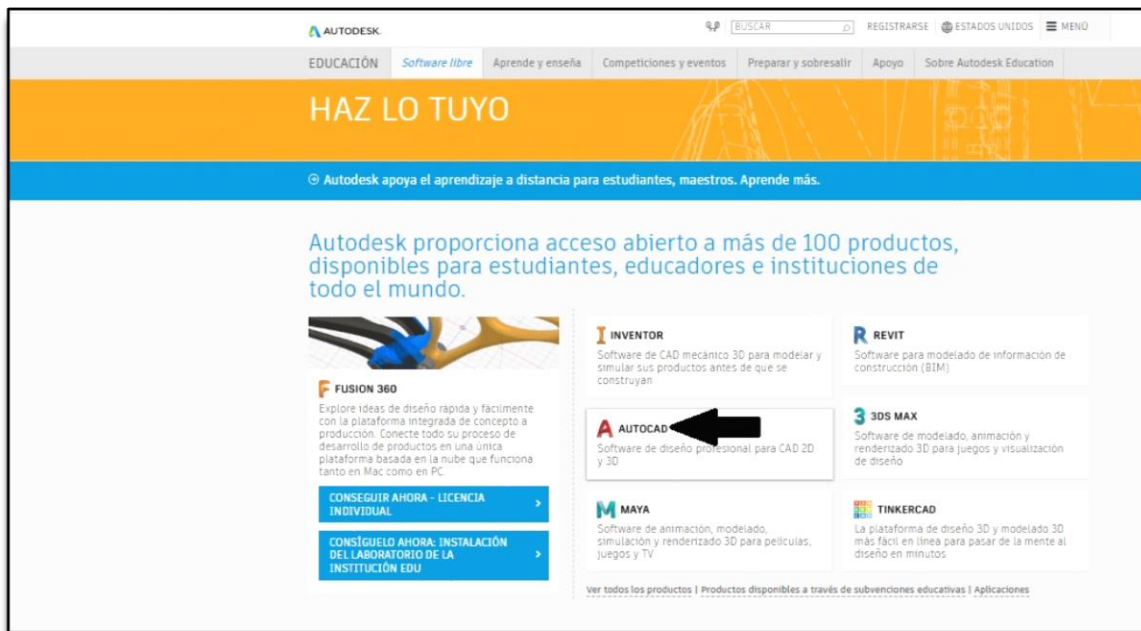 AUTODESK.
BUSCAR
REGISTRARSE
ESTADOS UNIDOS
MENÚ
EDUCACIÓN
Software libre
Aprende y enseña
Competiciones y eventos
Preparar y sobresalir
Apoyo
Sobre Autodesk Education
HAZ LO TUYO
Autodesk apoya el aprendizaje a distancia para estudiantes, maestros. Aprende más.
Autodesk proporciona acceso abierto a más de 100 productos,
disponibles para estudiantes, educadores e instituciones de
todo el mundo.
FUSION 360
Explore ideas de diseño rápida y fácilmente
con la plataforma integrada de concepto a
producción. Conecte todo su proceso de
desarrollo de productos en una única
plataforma basada en la nube que funciona
tanto en Mac como en PC.
CONSEGUIR AHORA - LICENCIA
INDIVIDUAL
CONSÍGUELO AHORA: INSTALACIÓN
DEL LABORATORIO DE LA
INSTITUCIÓN EDU
INVENTOR
Software de CAD mecánico 3D para modelar y
simular sus productos antes de que se
construyan
REVIT
Software para modelado de información de
construcción (BIM)
AUTOCAD
Software de diseño profesional para CAD 2D
y 3D
3DS MAX
Software de modelado, animación y
renderizado 3D para juegos y visualización
de diseño
MAYA
Software de animación, modelado,
simulación y renderizado 3D para películas,
juegos y TV
TINKERCAD
La plataforma de diseño 3D y modelado 3D
más fácil en línea para pasar de la mente al
diseño en minutos
Ver todos los productos | Productos disponibles a través de subvenciones educativas | Aplicaciones